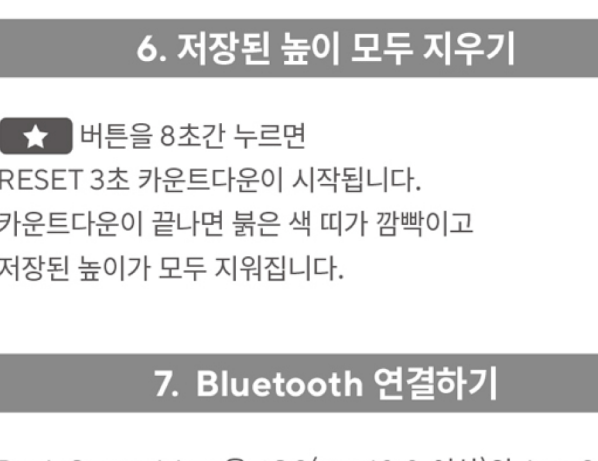 6. 저장된 높이 모두 지우기
★ 버튼을 8초간 누르면
RESET 3초 카운트다운이 시작됩니다.
카운트다운이 끝나면 붉은 색 띠가 깜빡이고
저장된 높이가 모두 지워집니다.
7. Bluetooth 연결하기